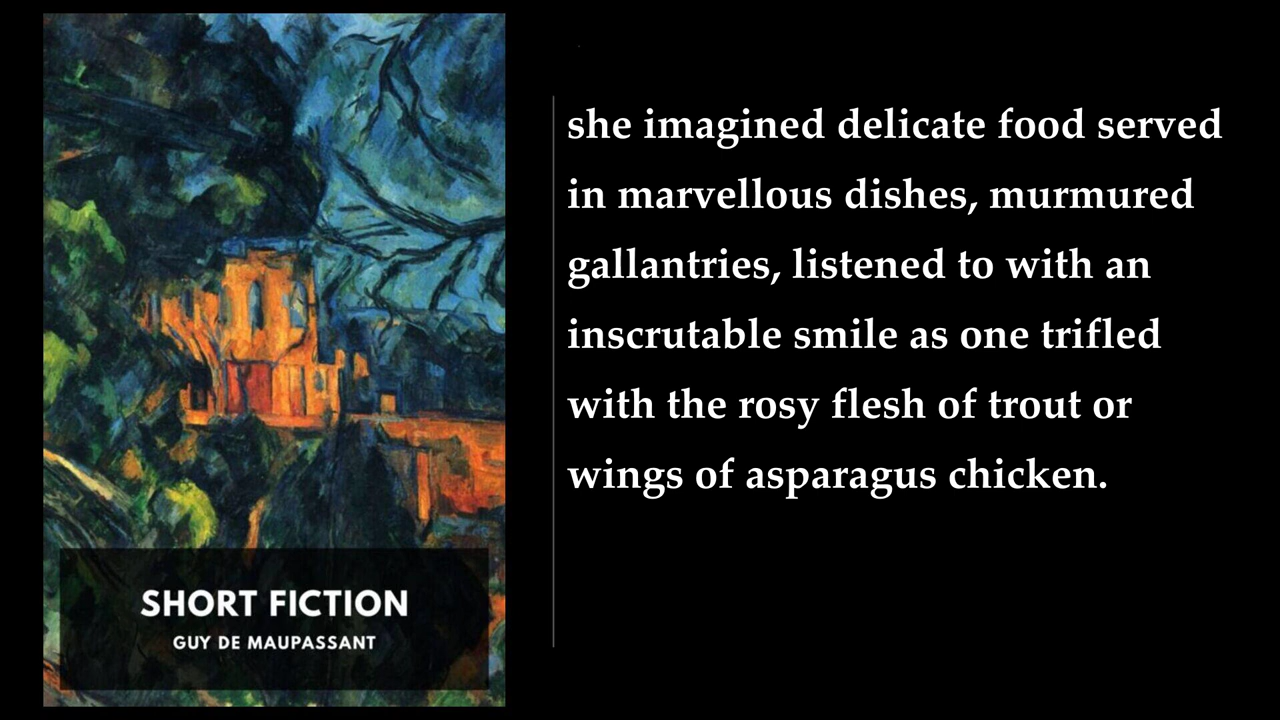 she imagined delicate food served
in marvellous dishes, murmured
gallantries, listened to with an
inscrutable smile as one trifled
with the rosy flesh of trout or
wings of asparagus chicken.
SHORT FICTION
GUY DE MAUPASSANT